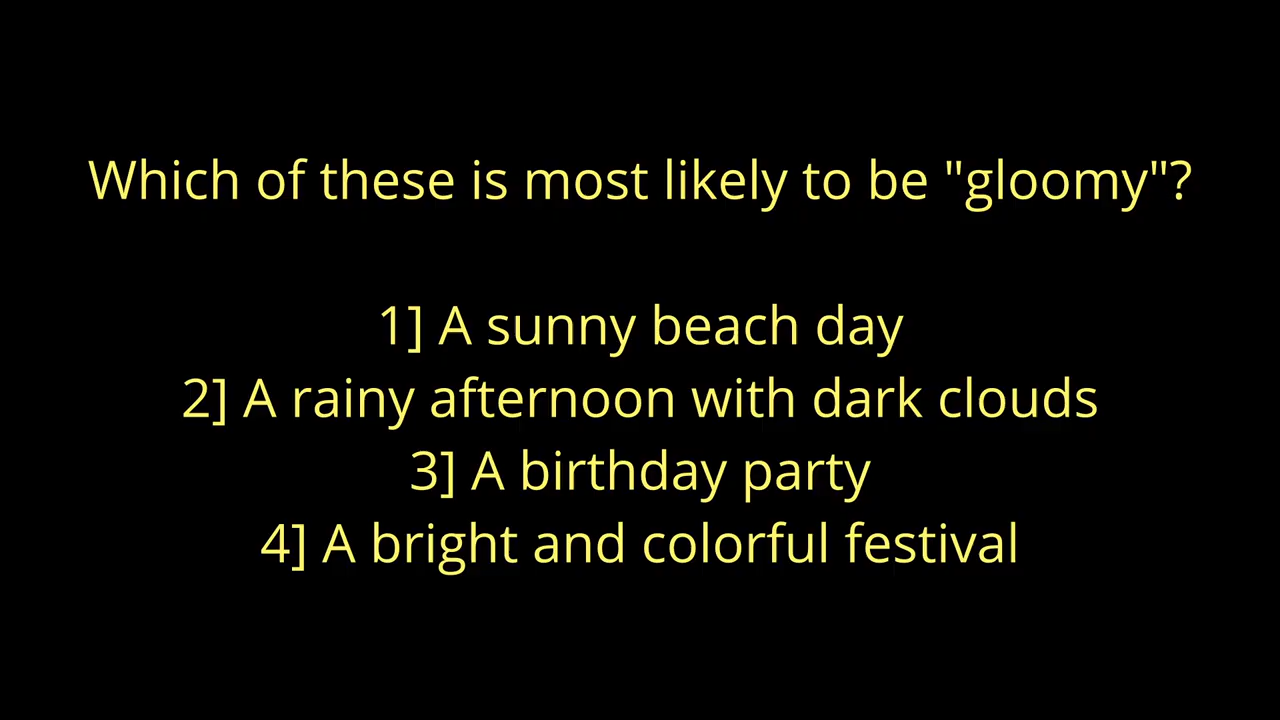 Which of these is most likely to be "gloomy"?
1] A sunny beach day
2] A rainy afternoon with dark clouds
3] A birthday party
4] A bright and colorful festival